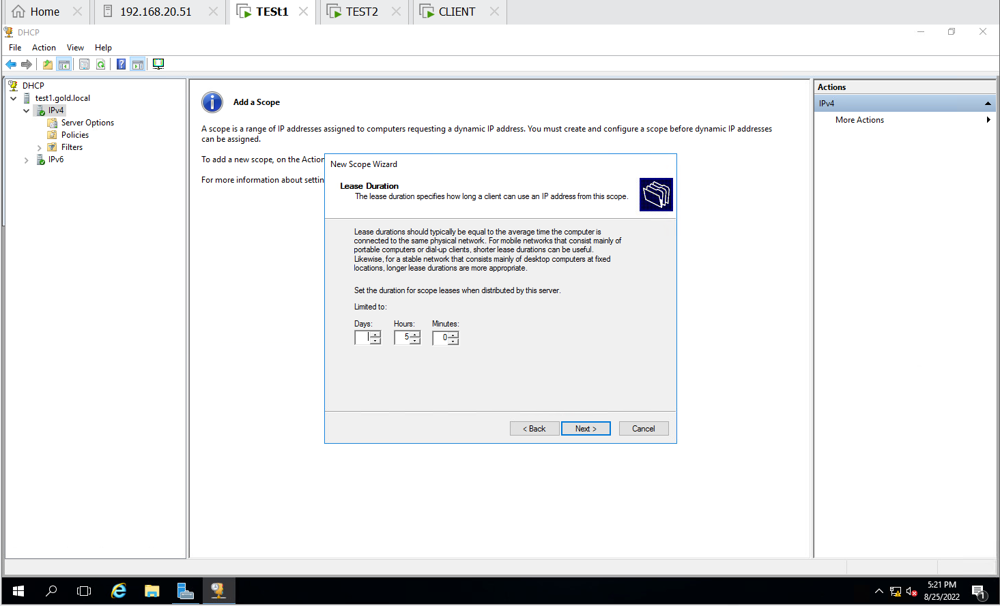 Home
192.168.20.51
TESt1
TEST2
CLIENT
DHCP
File Action View Help
DHCP
test1.gold.local
IPv4
Server Options
Policies
Filters
IPv6
Add a Scope
A scope is a range of IP addresses assigned to computers requesting a dynamic IP address. You must create and configure a scope before dynamic IP addresses
can be assigned.
To add a new scope, on the Action
For more information about settin
New Scope Wizard
Lease Duration
The lease duration specifies how long a client can use an IP address from this scope.
Lease durations should typically be equal to the average time the computer is
connected to the same physical network. For mobile networks that consist mainly of
portable computers or dial-up clients, shorter lease durations can be useful.
Likewise, for a stable network that consists mainly of desktop computers at fixed
locations, longer lease durations are more appropriate.
Set the duration for scope leases when distributed by this server.
Limited to:
Days: Hours: Minutes:
5 0
< Back Next > Cancel
Actions
IPv4
More Actions
5:21 PM
8/25/2022
1